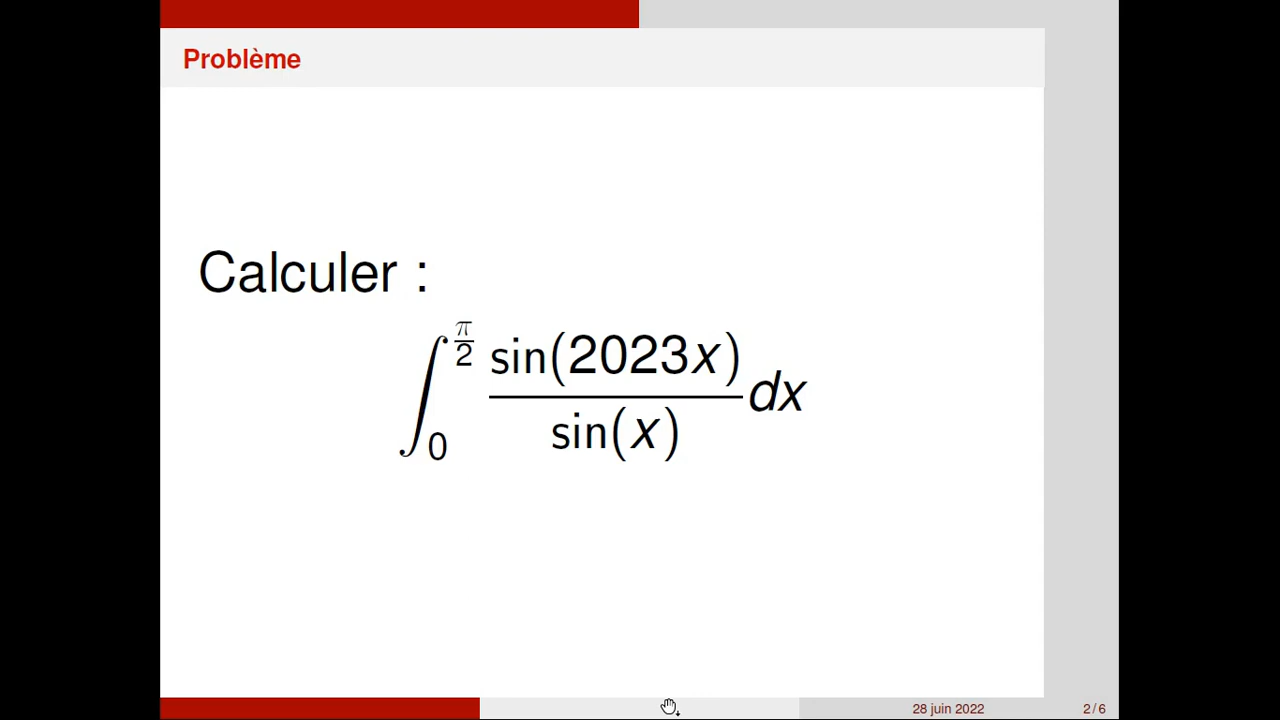 Problème
Calculer :
∫₀^{π/2} sin(2023x)/sin(x) dx
28 juin 2022
2/6